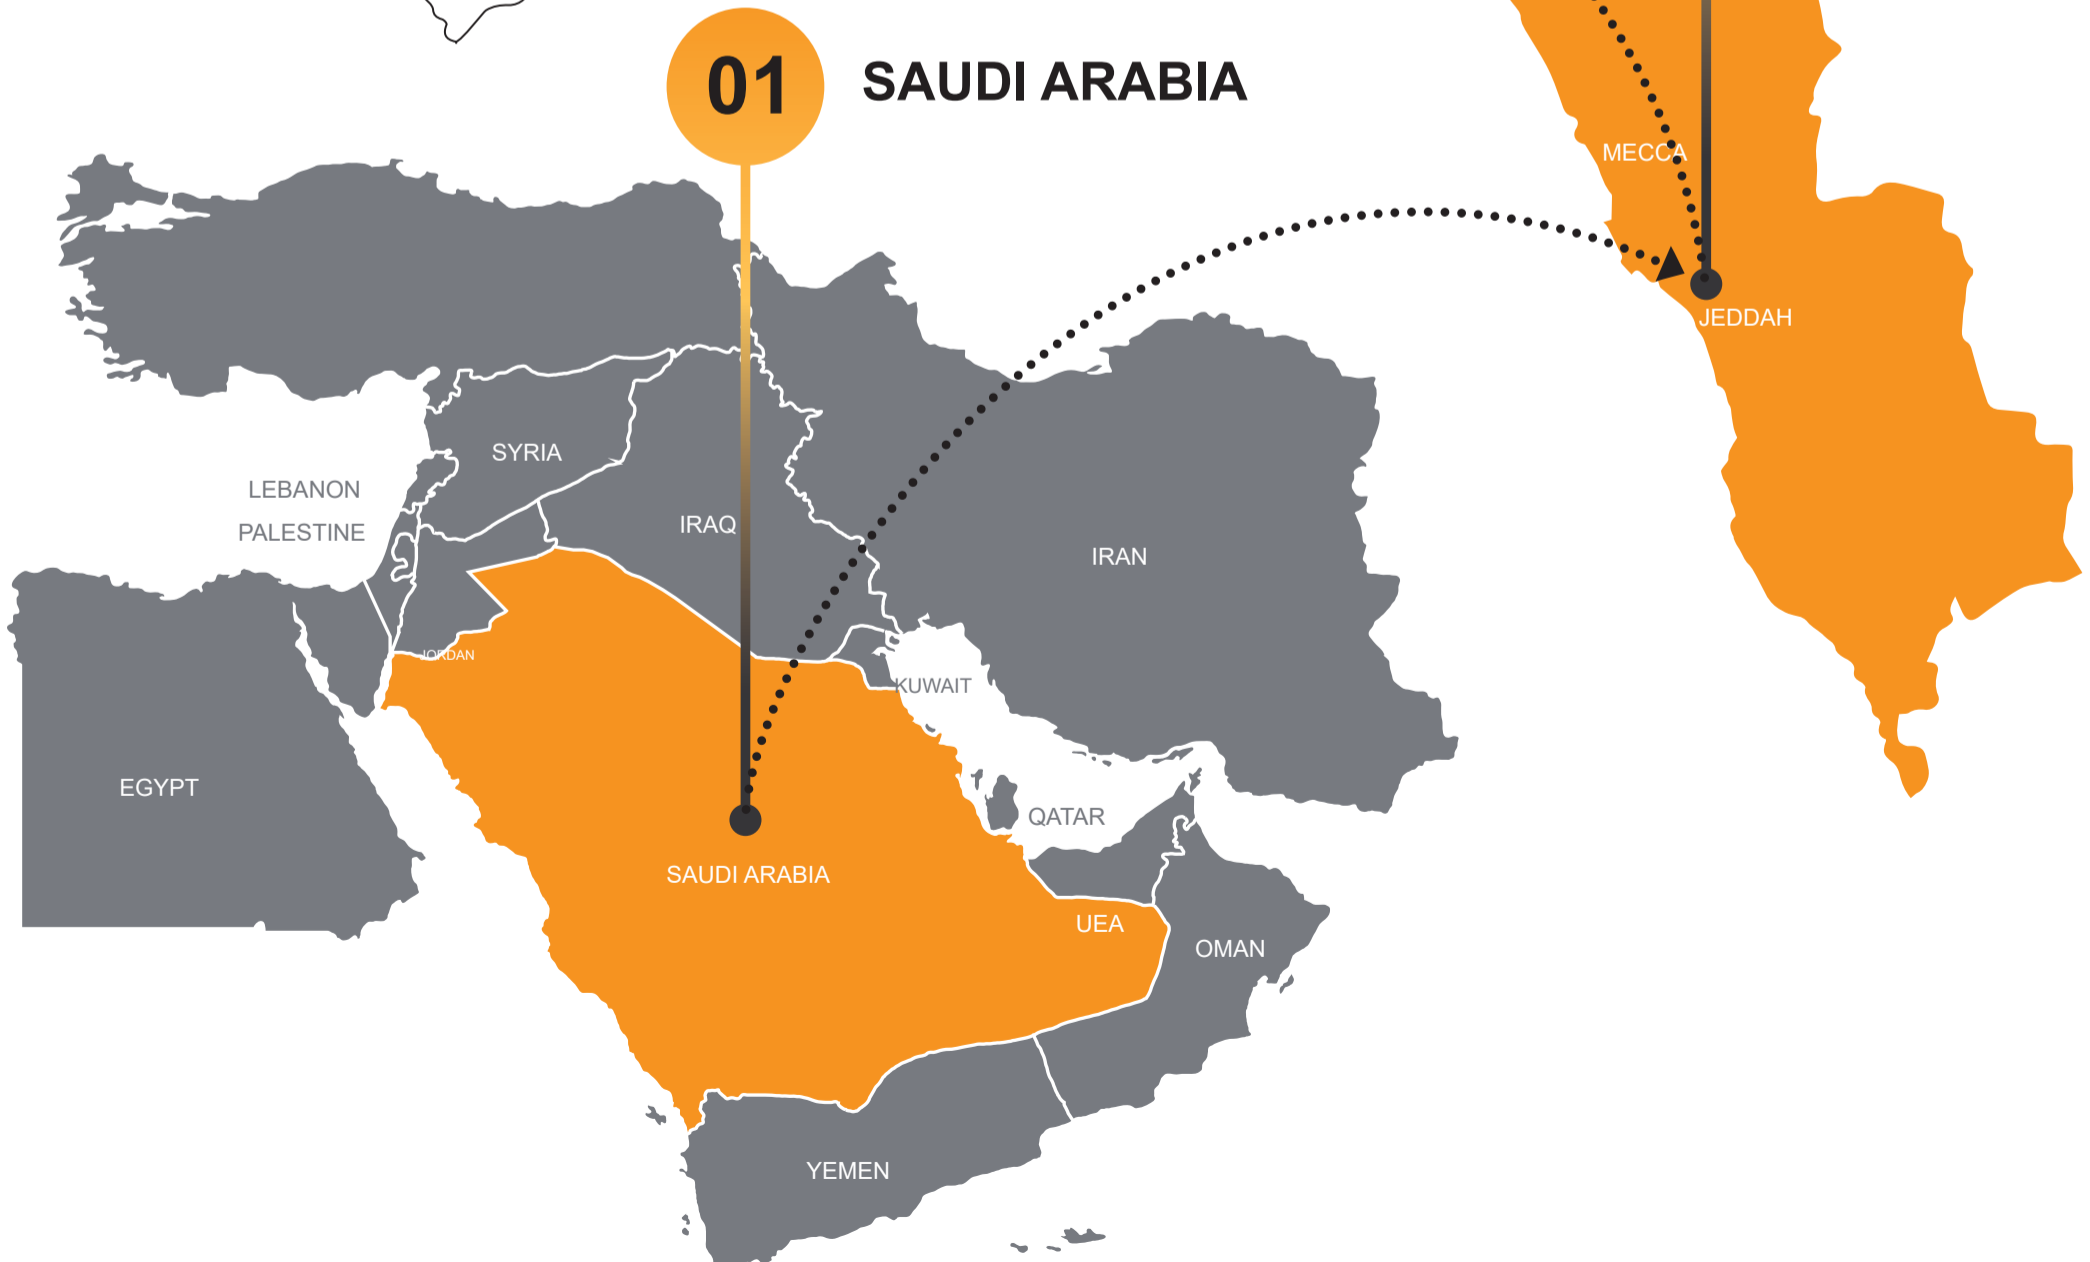 01
SAUDI ARABIA
MECCA
JEDDAH
SYRIA
LEBANON
PALESTINE
IRAQ
IRAN
JORDAN
KUWAIT
EGYPT
QATAR
SAUDI ARABIA
UEA
OMAN
YEMEN